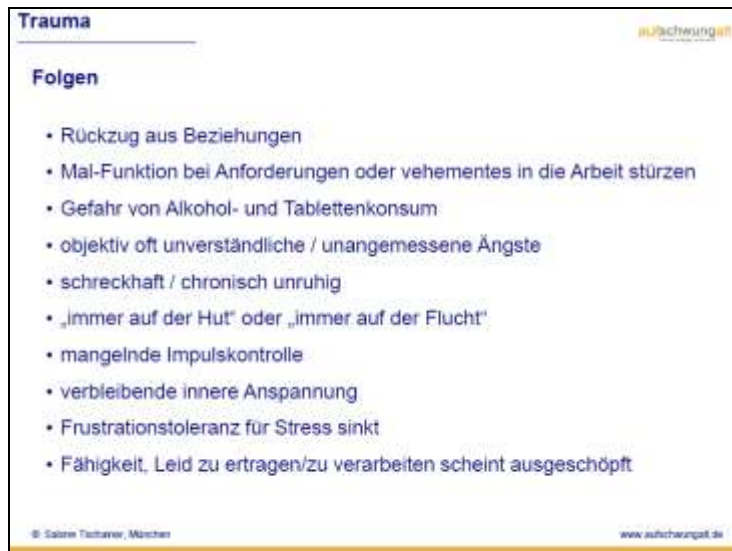 Trauma
aufschwungalt
Folgen
• Rückzug aus Beziehungen
• Mal-Funktion bei Anforderungen oder vehementes in die Arbeit stürzen
• Gefahr von Alkohol- und Tablettenkonsum
• objektiv oft unverständliche / unangemessene Ängste
• schreckhaft / chronisch unruhig
• „immer auf der Hut“ oder „immer auf der Flucht“
• mangelnde Impulskontrolle
• verbleibende innere Anspannung
• Frustrationstoleranz für Stress sinkt
• Fähigkeit, Leid zu ertragen/zu verarbeiten scheint ausgeschöpft
© Sabine Tschainer, München
www.aufschwungalt.de